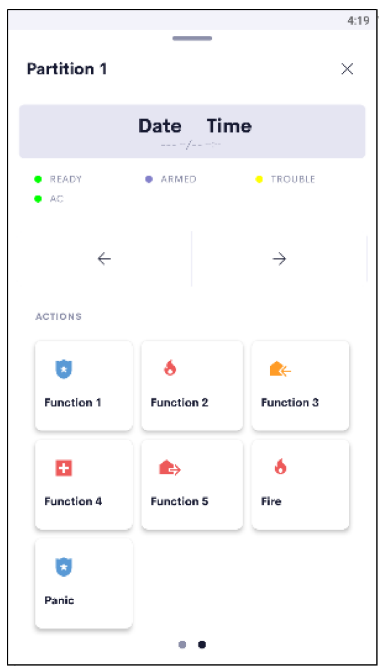 4:19
Partition 1
Date Time
---/-- --:--
READY ARMED TROUBLE
AC
ACTIONS
Function 1 Function 2 Function 3
Function 4 Function 5 Fire
Panic